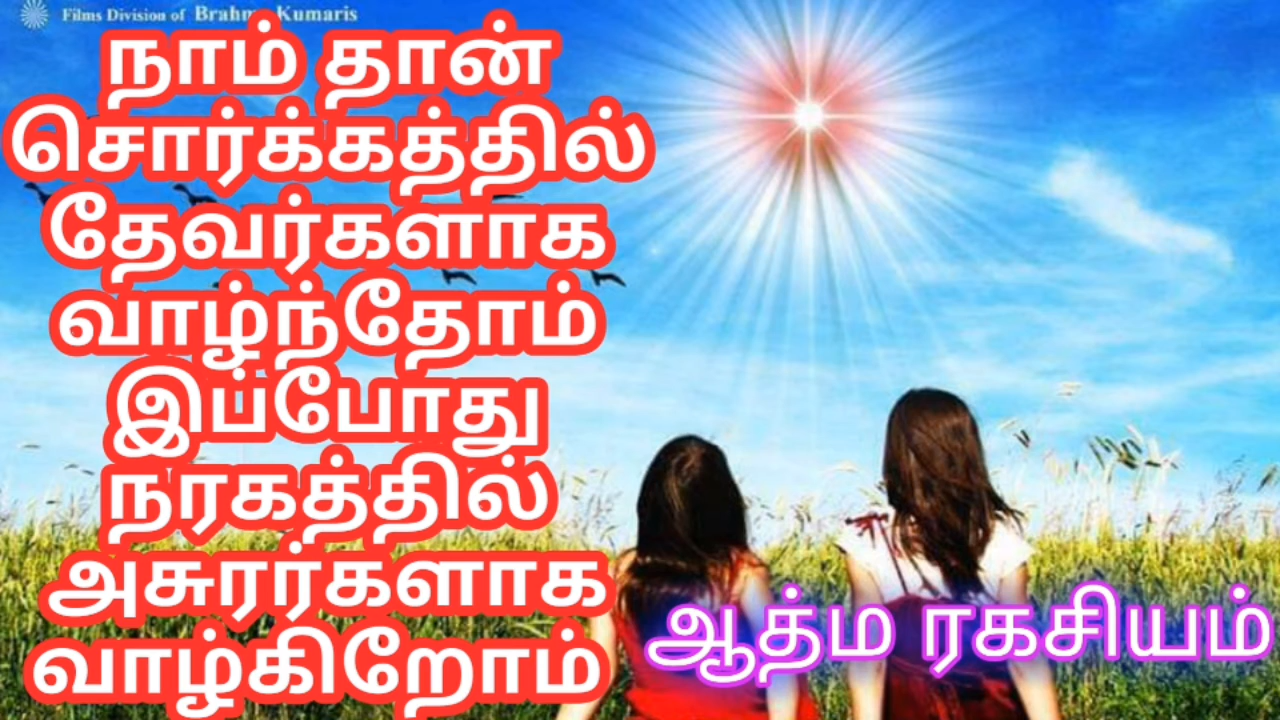 Films Division of Brahma Kumaris
நாம் தான்
சொர்க்கத்தில்
தேவர்களாக
வாழ்ந்தோம்
இப்போது
நரகத்தில்
அசுரர்களாக
வாழ்கிறோம்
ஆத்ம ரகசியம்